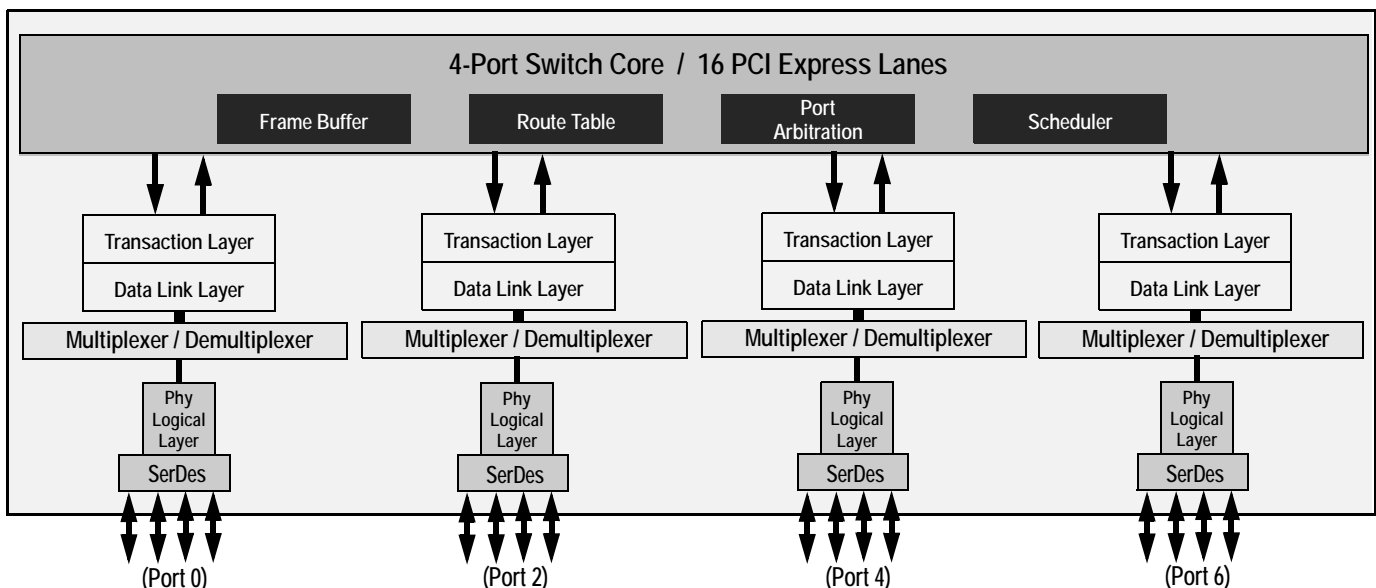 4-Port Switch Core / 16 PCI Express Lanes
Frame Buffer
Route Table
Port
Arbitration
Scheduler
Transaction Layer
Transaction Layer
Transaction Layer
Transaction Layer
Data Link Layer
Data Link Layer
Data Link Layer
Data Link Layer
Multiplexer / Demultiplexer
Multiplexer / Demultiplexer
Multiplexer / Demultiplexer
Multiplexer / Demultiplexer
Phy
Logical
Layer
Phy
Logical
Layer
Phy
Logical
Layer
Phy
Logical
Layer
SerDes
SerDes
SerDes
SerDes
(Port 0)
(Port 2)
(Port 4)
(Port 6)